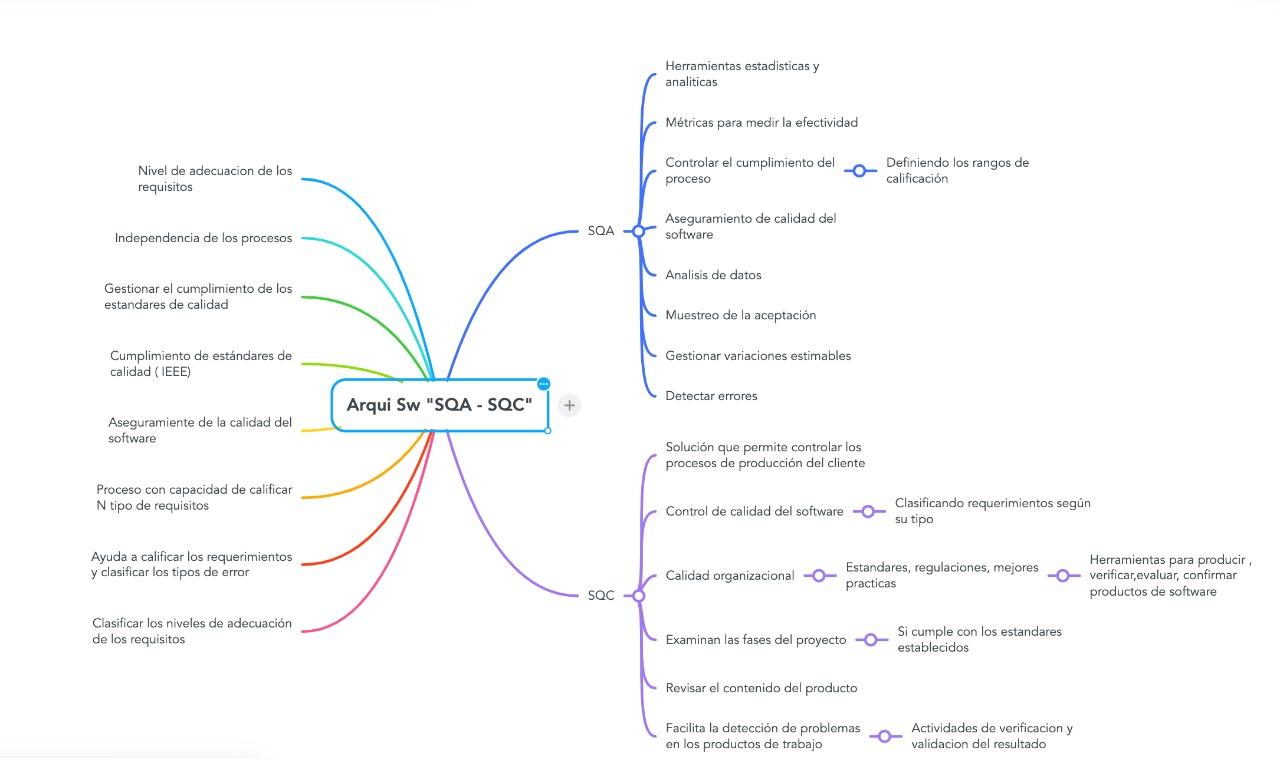 Nivel de adecuacion de los
requisitos
Independencia de los procesos
Gestionar el cumplimiento de los
estandares de calidad
Cumplimiento de estándares de
calidad ( IEEE)
Aseguramiente de la calidad del
software
Proceso con capacidad de calificar
N tipo de requisitos
Ayuda a calificar los requerimientos
y clasificar los tipos de error
Clasificar los niveles de adecuación
de los requisitos
Arqui Sw "SQA - SQC"
SQA
Herramientas estadisticas y
analiticas
Métricas para medir la efectividad
Controlar el cumplimiento del
proceso
Definiendo los rangos de
calificación
Aseguramiento de calidad del
software
Analisis de datos
Muestreo de la aceptación
Gestionar variaciones estimables
Detectar errores
SQC
Solución que permite controlar los
procesos de producción del cliente
Control de calidad del software
Clasificando requerimientos según
su tipo
Calidad organizacional
Estandares, regulaciones, mejores
practicas
Herramientas para producir ,
verificar,evaluar, confirmar
productos de software
Examinan las fases del proyecto
Si cumple con los estandares
establecidos
Revisar el contenido del producto
Facilita la detección de problemas
en los productos de trabajo
Actividades de verificacion y
validacion del resultado